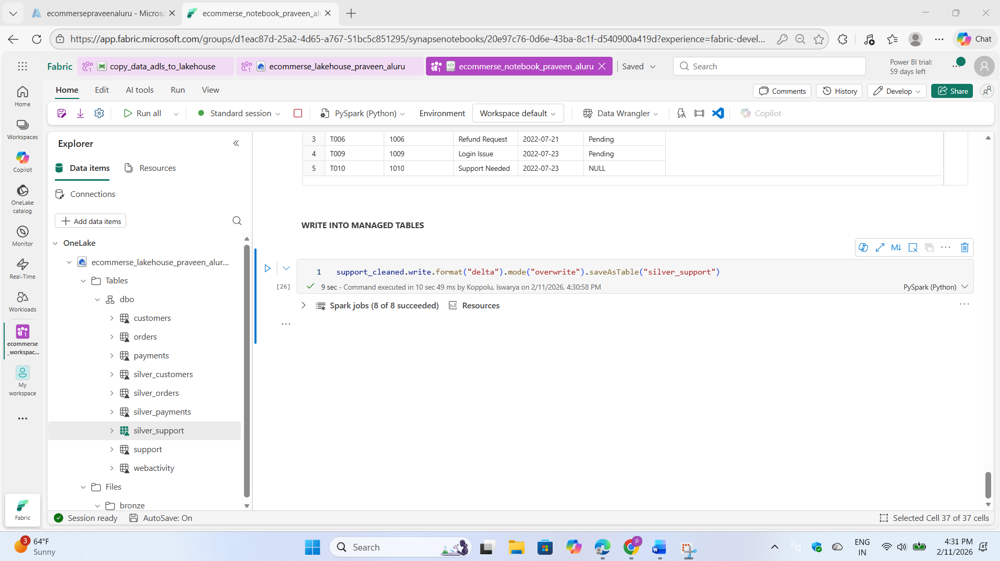 ecommersepraveenaluru - Microso
ecommerse_notebook_praveen_alu
https://app.fabric.microsoft.com/groups/d1eac87d-25a2-4d65-a767-51bc5c851295/synapsenotebooks/20e97c76-0d6e-43ba-8c1f-d540900a419d?experience=fabric-devel...
Chat
Fabric
copy_data_adls_to_lakehouse
ecommerse_lakehouse_praveen_aluru
ecommerse_notebook_praveen_aluru
Saved
Search
Power BI trial:
59 days left
Home Edit AI tools Run View
Comments History Develop Share
Run all Standard session PySpark (Python) Environment Workspace default Data Wrangler Copilot
Home
Workspaces
Copilot
OneLake
catalog
Monitor
Real-Time
Workloads
ecommerse
_workspac...
My
workspace
Fabric
Explorer
Data items Resources
Connections
Add data items
OneLake
ecommerse_lakehouse_praveen_alur...
Tables
dbo
customers
orders
payments
silver_customers
silver_orders
silver_payments
silver_support
support
webactivity
Files
bronze
3 T006 1006 Refund Request 2022-07-21 Pending
4 T009 1009 Login Issue 2022-07-23 Pending
5 T010 1010 Support Needed 2022-07-23 NULL
WRITE INTO MANAGED TABLES
M↓
1 support_cleaned.write.format("delta").mode("overwrite").saveAsTable("silver_support")
[26]
9 sec - Command executed in 10 sec 49 ms by Koppolu, Iswarya on 2/11/2026, 4:30:58 PM
PySpark (Python)
Spark jobs (8 of 8 succeeded) Resources
Session ready AutoSave: On
Selected Cell 37 of 37 cells
3
64°F
Sunny
Search
P
ENG
IN
4:31 PM
2/11/2026